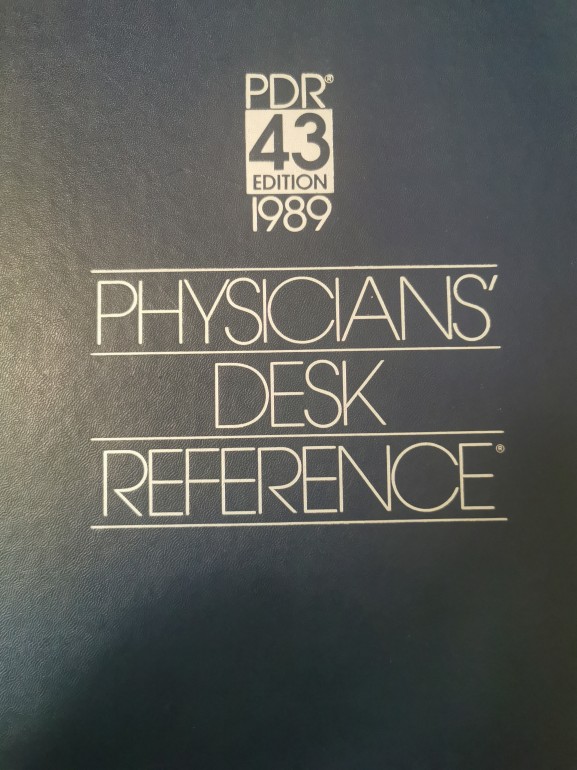 PDR®
43
EDITION
1989
PHYSICIANS'
DESK
REFERENCE®